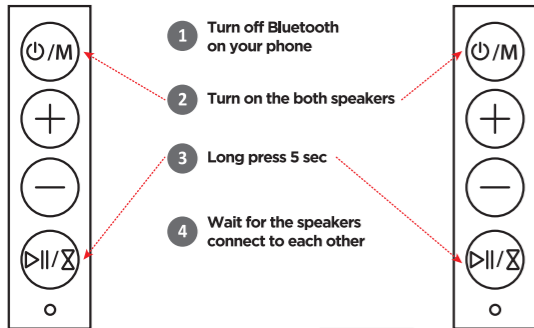 1 Turn off Bluetooth
on your phone
⏻/M
⏻/M
2 Turn on the both speakers
+
+
3 Long press 5 sec
−
−
4 Wait for the speakers
connect to each other
▷||/⧖
▷||/⧖